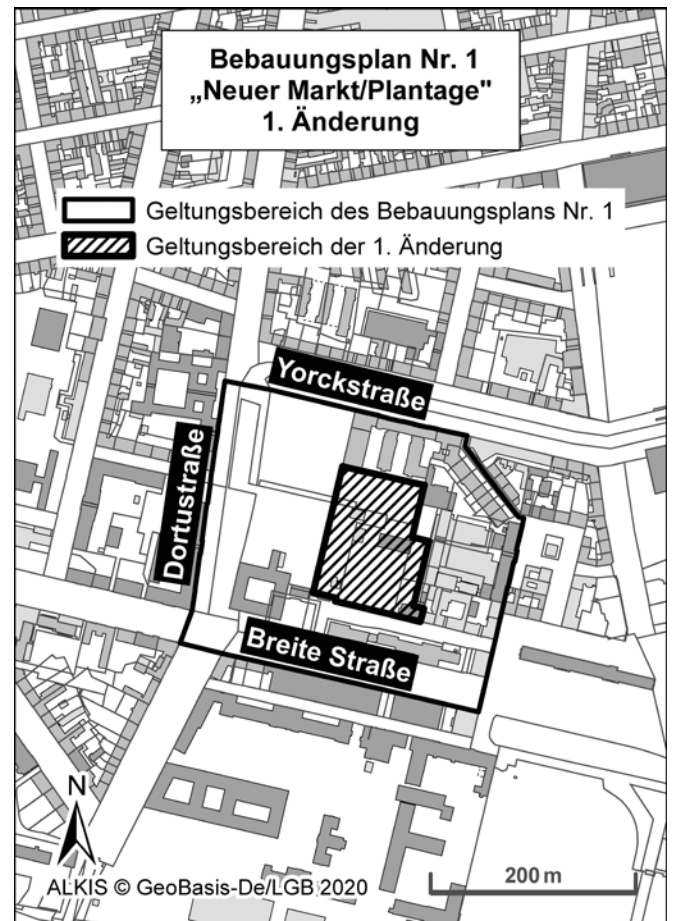 Bebauungsplan Nr. 1
„Neuer Markt/Plantage"
1. Änderung
Geltungsbereich des Bebauungsplans Nr. 1
Geltungsbereich der 1. Änderung
Yorckstraße
Dortustraße
Breite Straße
N
ALKIS © GeoBasis-De/LGB 2020
200 m